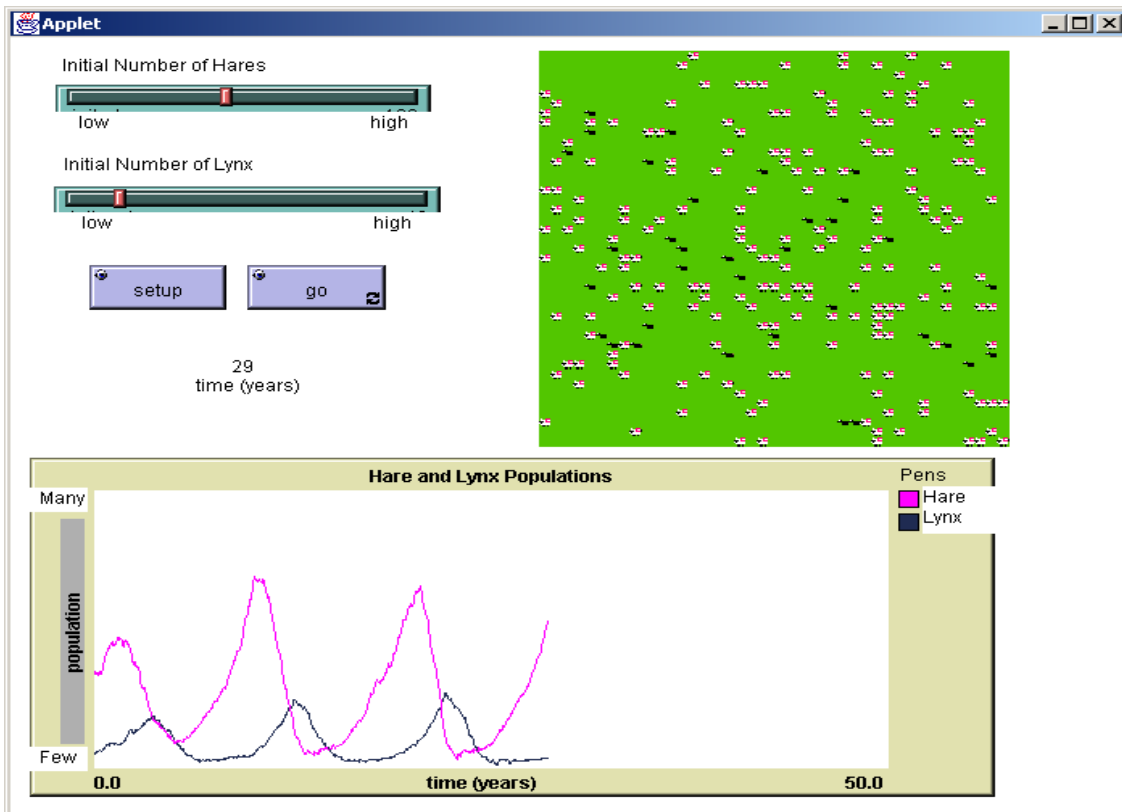 Applet
Initial Number of Hares
low high
Initial Number of Lynx
low high
setup go
29
time (years)
Hare and Lynx Populations
Pens
Many
Hare
Lynx
population
Few
0.0 time (years) 50.0